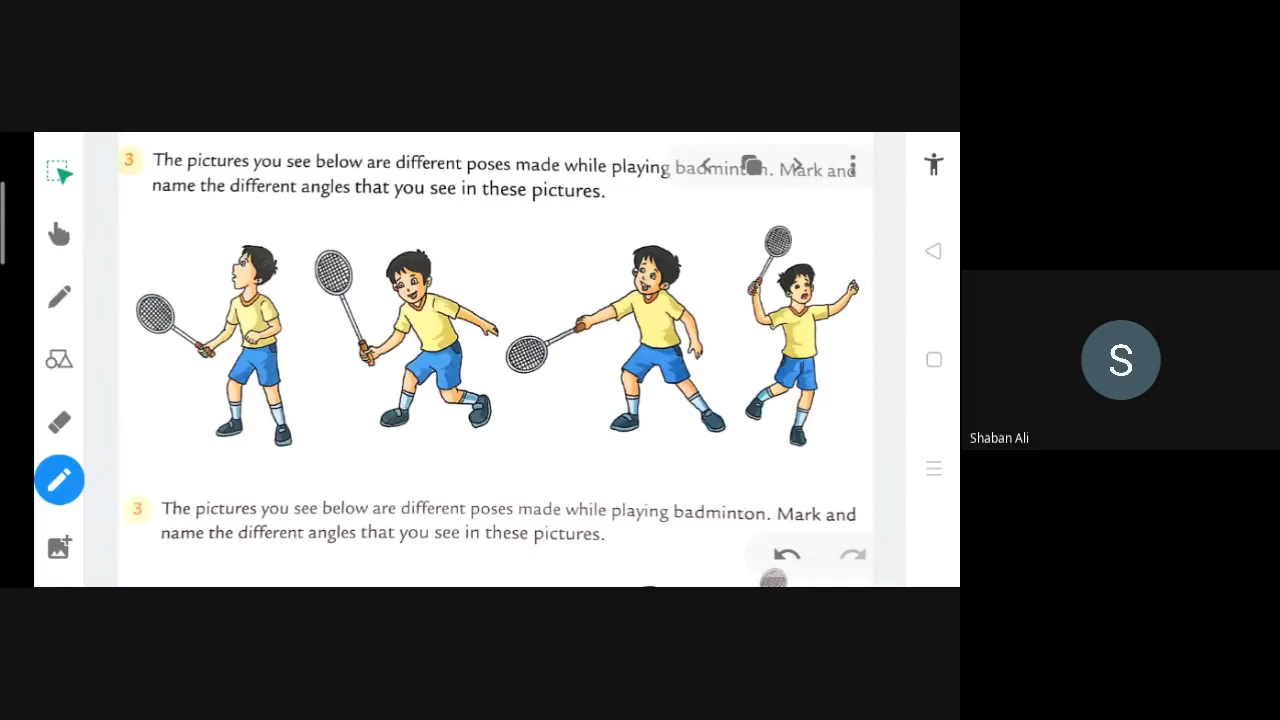 3 The pictures you see below are different poses made while playing badminton. Mark and
name the different angles that you see in these pictures.
S
Shaban Ali
3 The pictures you see below are different poses made while playing badminton. Mark and
name the different angles that you see in these pictures.